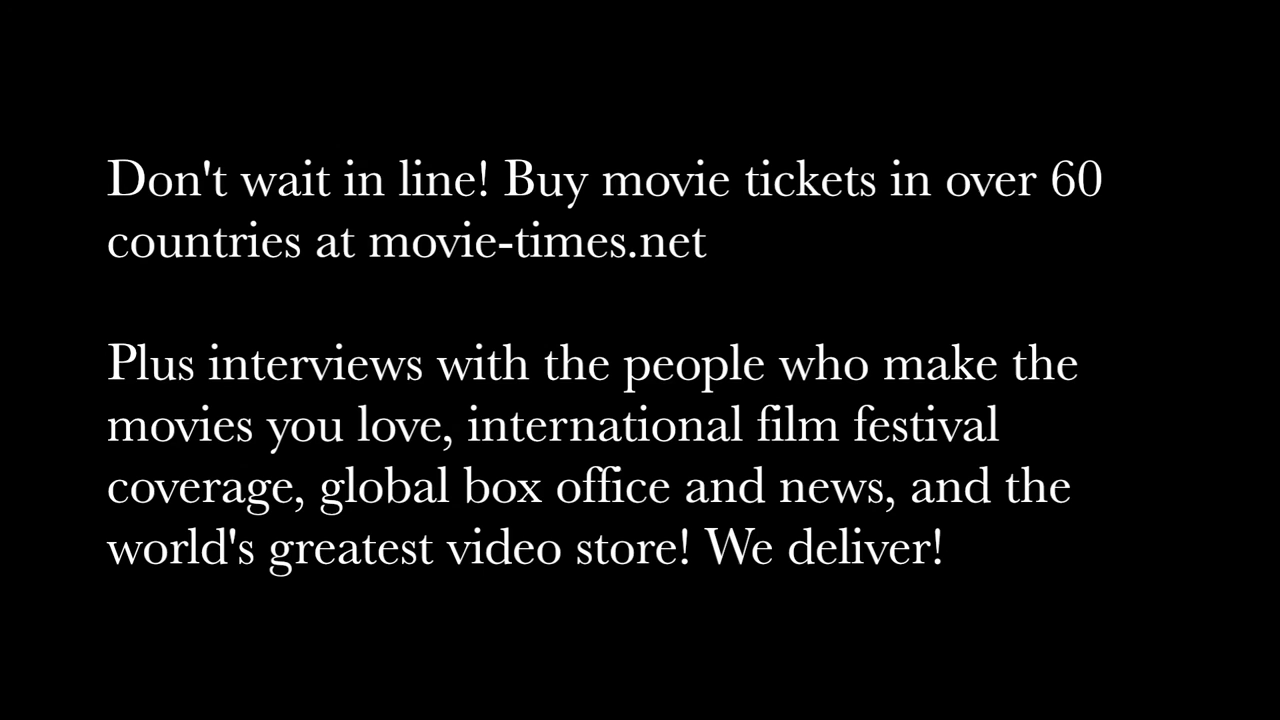 Don't wait in line! Buy movie tickets in over 60
countries at movie-times.net
Plus interviews with the people who make the
movies you love, international film festival
coverage, global box office and news, and the
world's greatest video store! We deliver!